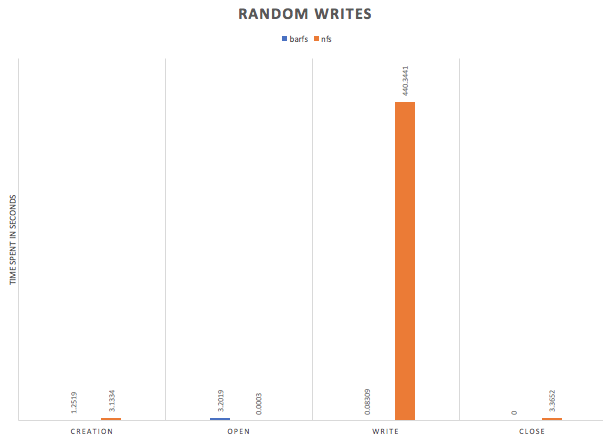 RANDOM WRITES
barfs nfs
TIME SPENT IN SECONDS
1.2519
3.1334
3.2019
0.0003
0.08309
440.3441
0
3.3652
CREATION OPEN WRITE CLOSE